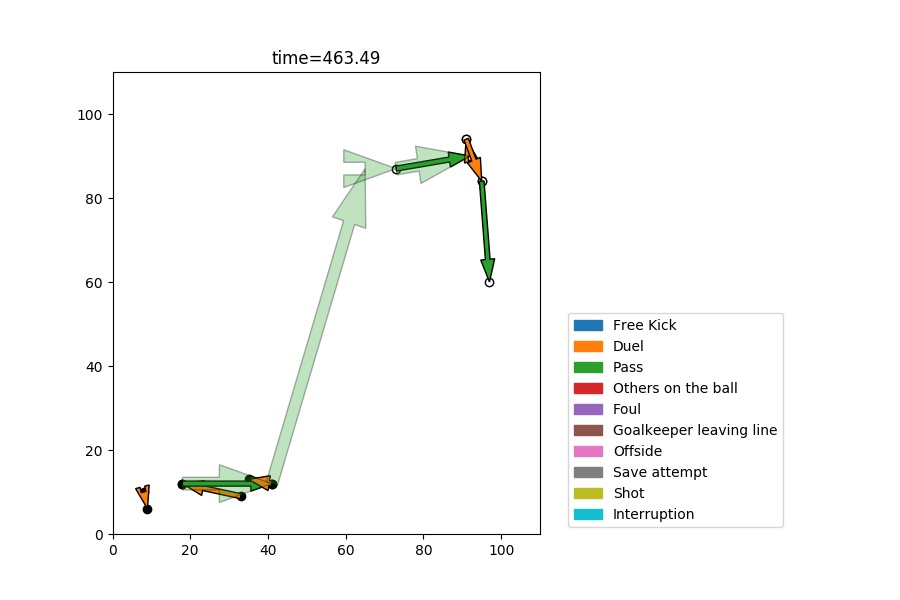 time=463.49
100
80
60
40
20
0
0 20 40 60 80 100
Free Kick
Duel
Pass
Others on the ball
Foul
Goalkeeper leaving line
Offside
Save attempt
Shot
Interruption